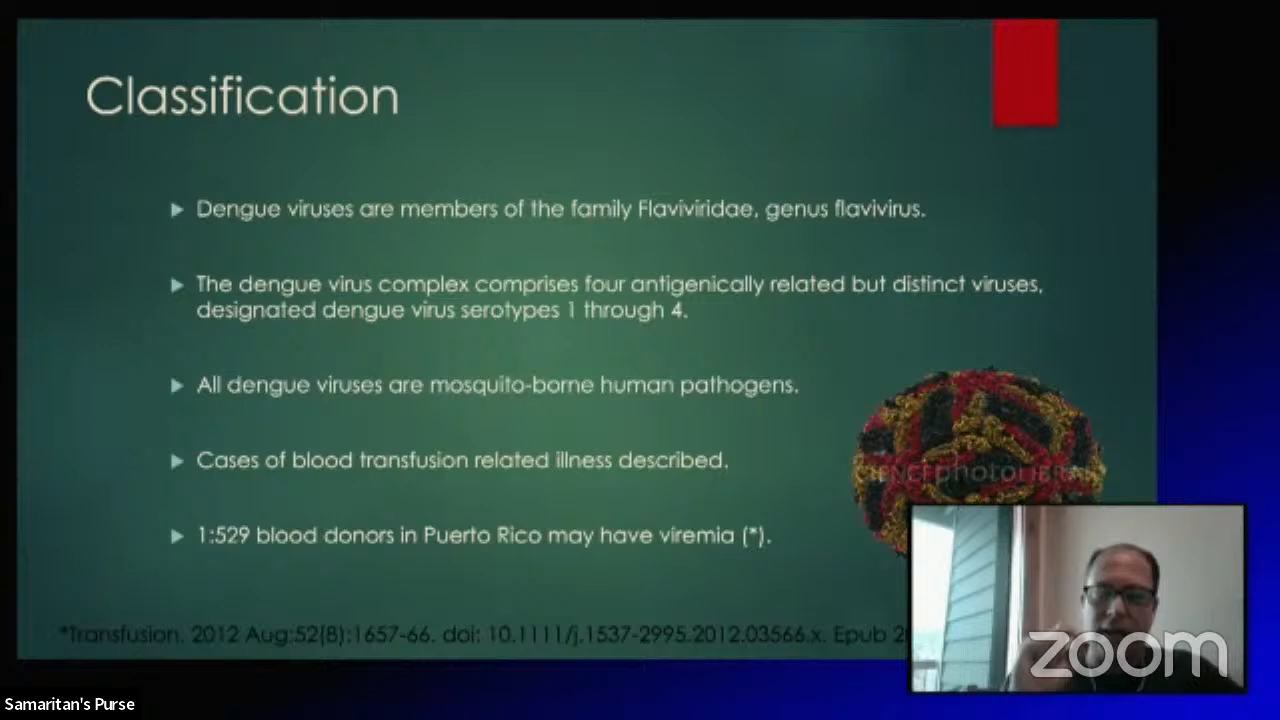 Classification
Dengue viruses are members of the family Flaviviridae, genus flavivirus.
The dengue virus complex comprises four antigenically related but distinct viruses,
designated dengue virus serotypes 1 through 4.
All dengue viruses are mosquito-borne human pathogens.
Cases of blood transfusion related illness described.
1:529 blood donors in Puerto Rico may have viremia (*).
*Transfusion. 2012 Aug;52(8):1657-66. doi: 10.1111/j.1537-2995.2012.03566.x. Epub
zoom
Samaritan's Purse